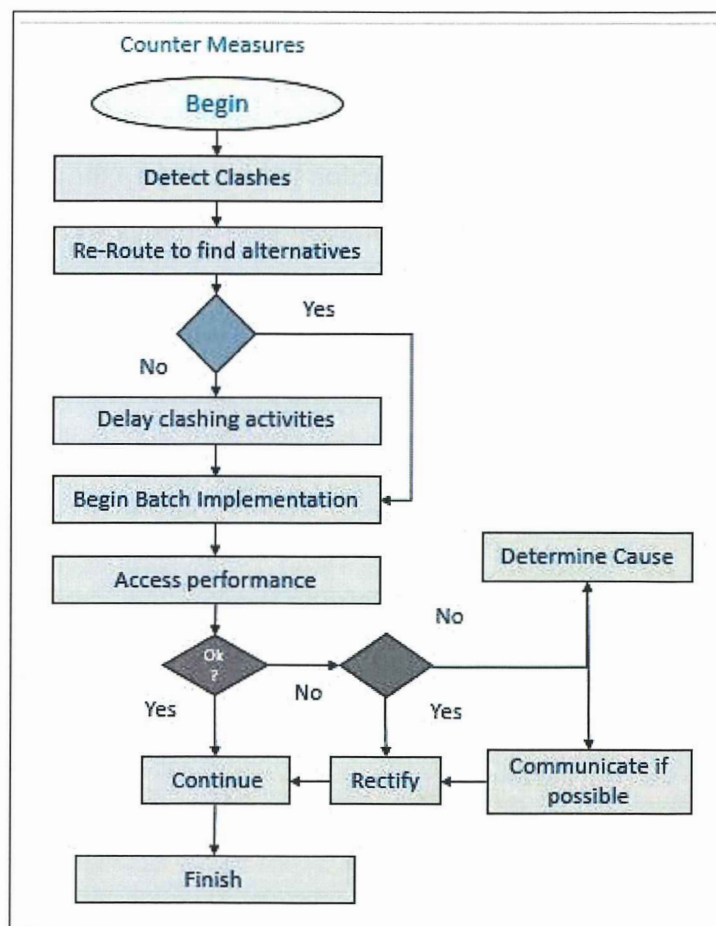 Counter Measures
Begin
Detect Clashes
Re-Route to find alternatives
Yes
No
Delay clashing activities
Begin Batch Implementation
Access performance
Determine Cause
No
Ok
?
No
Yes
Yes
Continue
Rectify
Communicate if
possible
Finish